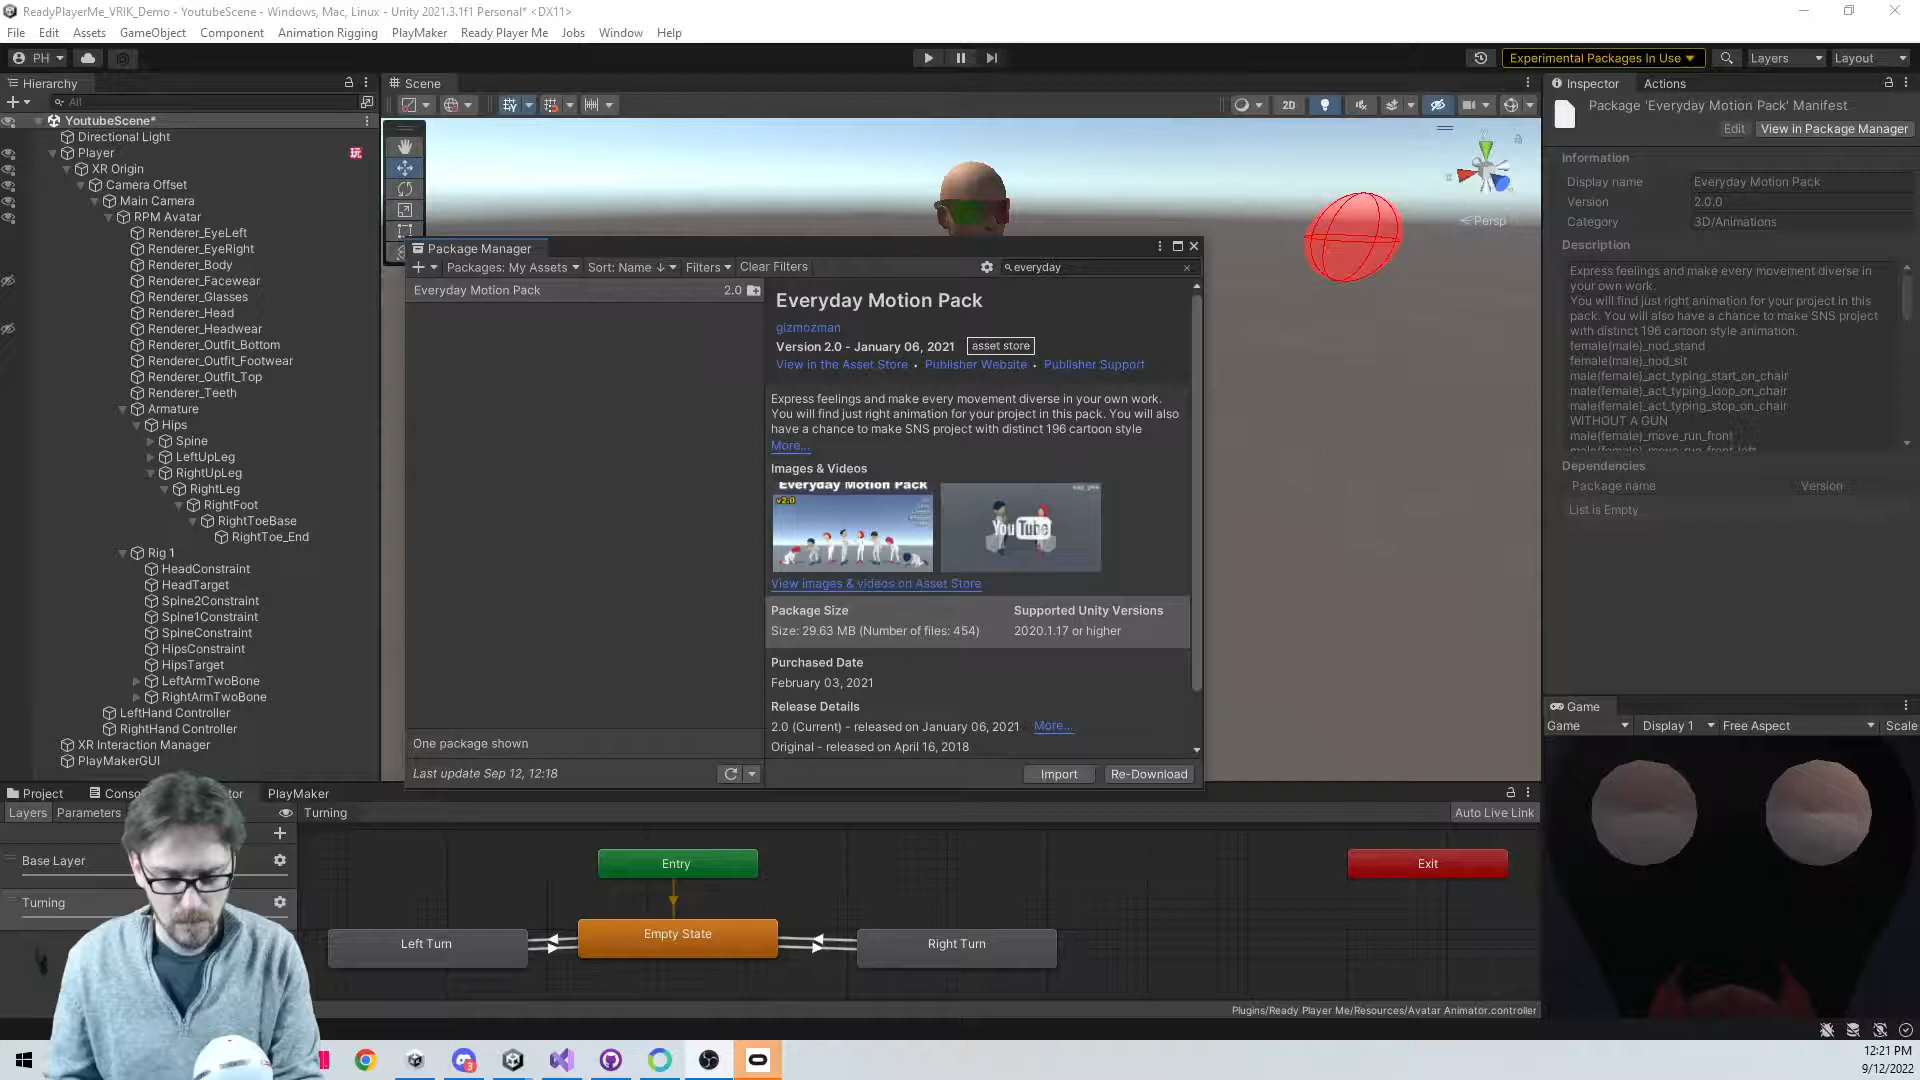 ReadyPlayerMe_VRIK_Demo - YoutubeScene - Windows, Mac, Linux - Unity 2021.3.1f1 Personal* <DX11>
File Edit Assets GameObject Component Animation Rigging PlayMaker Ready Player Me Jobs Window Help
PH Experimental Packages In Use Layers Layout
Hierarchy
All
YoutubeScene*
Directional Light
Player
XR Origin
Camera Offset
Main Camera
RPM Avatar
Renderer_EyeLeft
Renderer_EyeRight
Renderer_Body
Renderer_Facewear
Renderer_Glasses
Renderer_Head
Renderer_Headwear
Renderer_Outfit_Bottom
Renderer_Outfit_Footwear
Renderer_Outfit_Top
Renderer_Teeth
Armature
Hips
Spine
LeftUpLeg
RightUpLeg
RightLeg
RightFoot
RightToeBase
RightToe_End
Rig 1
HeadConstraint
HeadTarget
Spine2Constraint
Spine1Constraint
SpineConstraint
HipsConstraint
HipsTarget
LeftArmTwoBone
RightArmTwoBone
LeftHand Controller
RightHand Controller
XR Interaction Manager
PlayMakerGUI
Scene
2D
Persp
Package Manager
Packages: My Assets Sort: Name ↓ Filters Clear Filters everyday
Everyday Motion Pack 2.0
One package shown
Last update Sep 12, 12:18
Everyday Motion Pack
gizmozman
Version 2.0 - January 06, 2021 asset store
View in the Asset Store • Publisher Website • Publisher Support
Express feelings and make every movement diverse in your own work.
You will find just right animation for your project in this pack. You will also
have a chance to make SNS project with distinct 196 cartoon style
More...
Images & Videos
Everyday Motion Pack
v2.0
YouTube
View images & videos on Asset Store
Package Size Supported Unity Versions
Size: 29.63 MB (Number of files: 454) 2020.1.17 or higher
Purchased Date
February 03, 2021
Release Details
2.0 (Current) - released on January 06, 2021 More...
Original - released on April 16, 2018
Import Re-Download
Inspector Actions
Package 'Everyday Motion Pack' Manifest
Edit View in Package Manager
Information
Display name Everyday Motion Pack
Version 2.0.0
Category 3D/Animations
Description
Express feelings and make every movement diverse in
your own work.
You will find just right animation for your project in this
pack. You will also have a chance to make SNS project
with distinct 196 cartoon style animation.
female(male)_nod_stand
female(male)_nod_sit
male(female)_act_typing_start_on_chair
male(female)_act_typing_loop_on_chair
male(female)_act_typing_stop_on_chair
WITHOUT A GUN
male(female)_move_run_front
male(female)_move_run_front_left
Dependencies
Package name Version
List is Empty
Game
Game Display 1 Free Aspect Scale
Project PlayMaker
Layers Parameters Turning Auto Live Link
Base Layer
Turning
Entry
Exit
Left Turn
Empty State
Right Turn
Plugins/Ready Player Me/Resources/Avatar Animator.controller
3
12:21 PM
9/12/2022